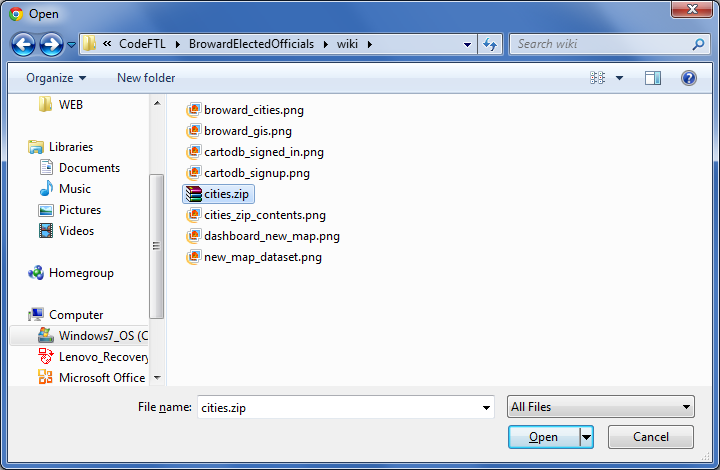 Open
« CodeFTL BrowardElectedOfficials wiki Search wiki
Organize New folder
WEB
Libraries
Documents
Music
Pictures
Videos
Homegroup
Computer
Windows7_OS (C
Lenovo_Recovery
Microsoft Office
broward_cities.png
broward_gis.png
cartodb_signed_in.png
cartodb_signup.png
cities.zip
cities_zip_contents.png
dashboard_new_map.png
new_map_dataset.png
File name: cities.zip All Files
Open Cancel